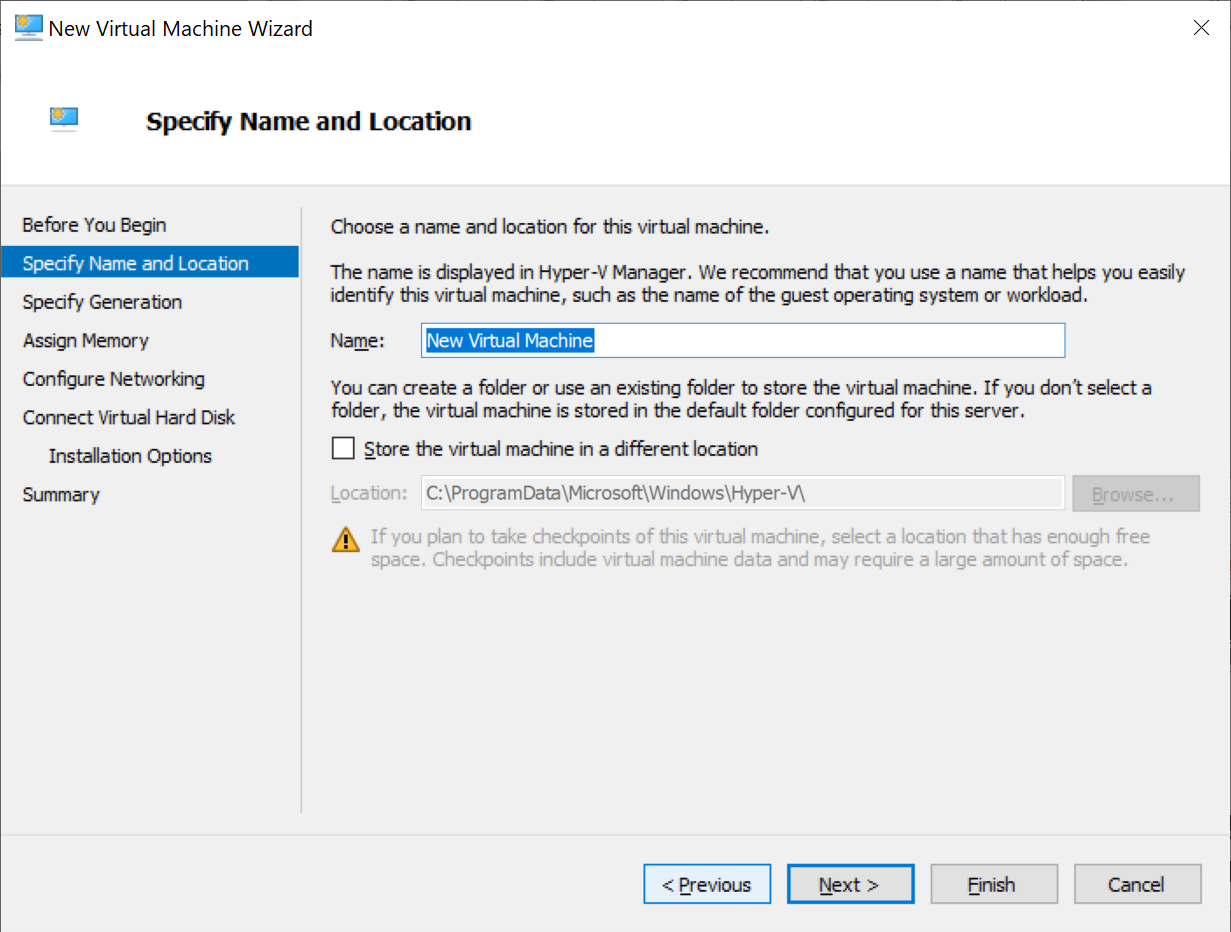 New Virtual Machine Wizard
Specify Name and Location
Before You Begin
Specify Name and Location
Specify Generation
Assign Memory
Configure Networking
Connect Virtual Hard Disk
Installation Options
Summary
Choose a name and location for this virtual machine.
The name is displayed in Hyper-V Manager. We recommend that you use a name that helps you easily
identify this virtual machine, such as the name of the guest operating system or workload.
Name: New Virtual Machine
You can create a folder or use an existing folder to store the virtual machine. If you don't select a
folder, the virtual machine is stored in the default folder configured for this server.
Store the virtual machine in a different location
Location: C:\ProgramData\Microsoft\Windows\Hyper-V\ Browse...
If you plan to take checkpoints of this virtual machine, select a location that has enough free
space. Checkpoints include virtual machine data and may require a large amount of space.
< Previous Next > Finish Cancel